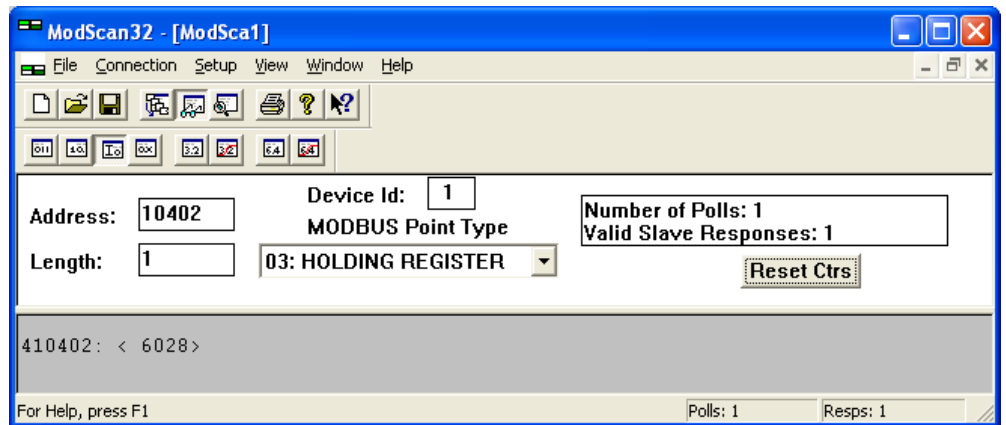 ModScan32 - [ModSca1]
File Connection Setup View Window Help
Address: 10402
Length: 1
Device Id: 1
MODBUS Point Type
03: HOLDING REGISTER
Number of Polls: 1
Valid Slave Responses: 1
Reset Ctrs
410402: < 6028>
For Help, press F1
Polls: 1
Resps: 1